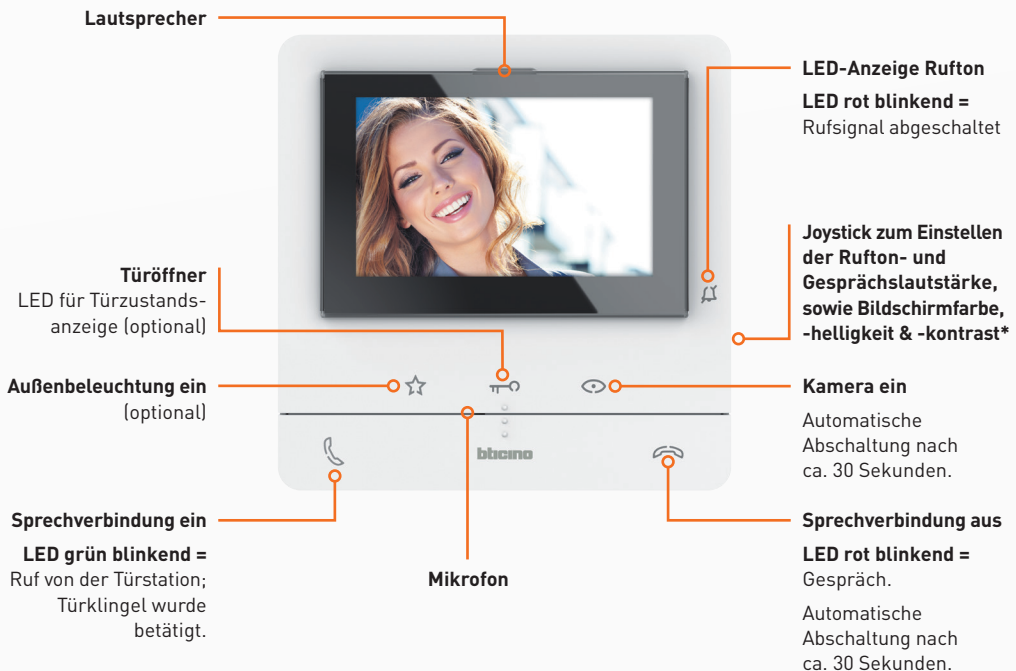 Lautsprecher
LED-Anzeige Rufton
LED rot blinkend =
Rufsignal abgeschaltet
Joystick zum Einstellen
der Rufton- und
Gesprächslautstärke,
sowie Bildschirmfarbe,
-helligkeit & -kontrast*
Türöffner
LED für Türzustands-
anzeige (optional)
Außenbeleuchtung ein
(optional)
Kamera ein
Automatische
Abschaltung nach
ca. 30 Sekunden.
bticino
Sprechverbindung ein
LED grün blinkend =
Ruf von der Türstation;
Türklingel wurde
betätigt.
Mikrofon
Sprechverbindung aus
LED rot blinkend =
Gespräch.
Automatische
Abschaltung nach
ca. 30 Sekunden.